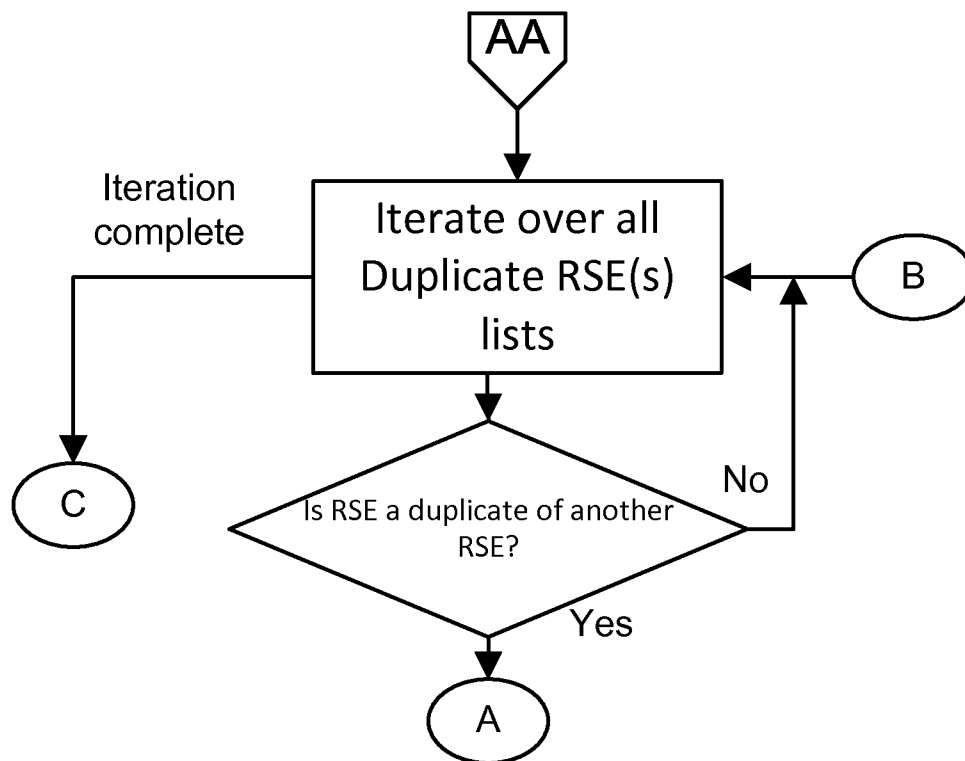 AA
Iteration
complete
Iterate over all
Duplicate RSE(s)
lists
B
C
No
Is RSE a duplicate of another
RSE?
Yes
A